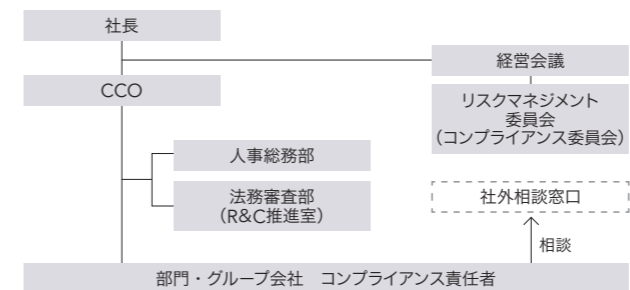 社長
経営会議
CCO
リスクマネジメント
委員会
（コンプライアンス委員会）
人事総務部
法務審査部
（R&C推進室）
社外相談窓口
相談
部門・グループ会社　コンプライアンス責任者